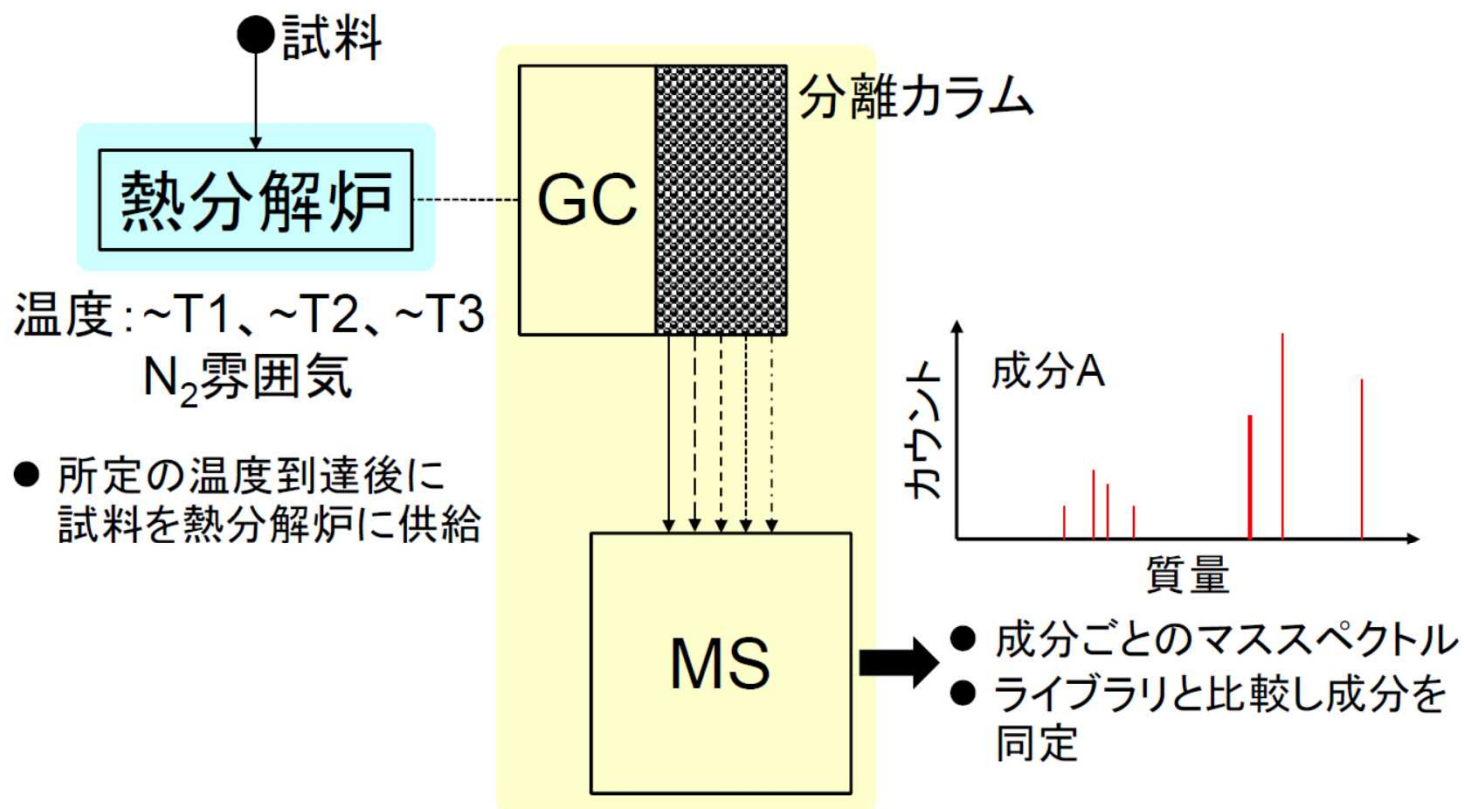 ●試料
熱分解炉
温度:~T1、~T2、~T3
N₂雰囲気
● 所定の温度到達後に
試料を熱分解炉に供給
GC
分離カラム
MS
成分A
カウント
質量
● 成分ごとのマススペクトル
● ライブラリと比較し成分を
同定